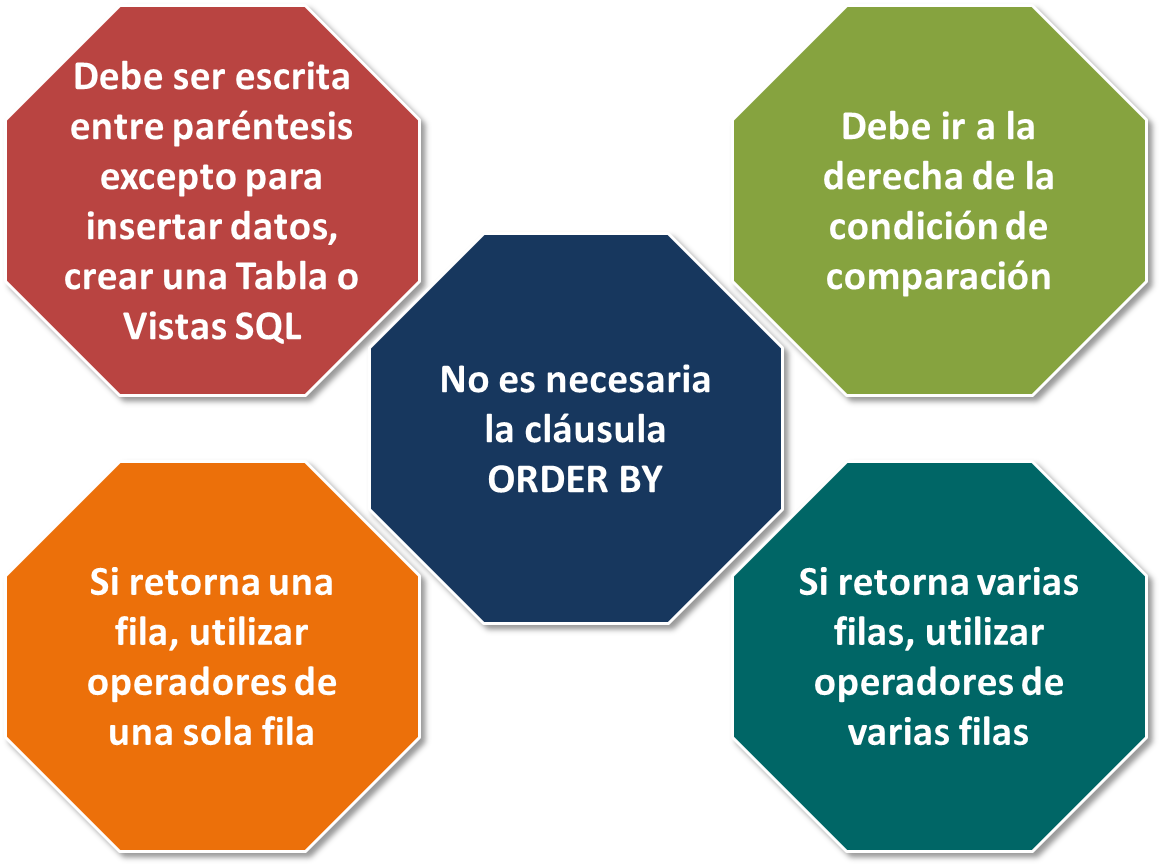 Debe ser escrita
entre paréntesis
excepto para
insertar datos,
crear una Tabla o
Vistas SQL
Debe ir a la
derecha de la
condición de
comparación
No es necesaria
la cláusula
ORDER BY
Si retorna una
fila, utilizar
operadores de
una sola fila
Si retorna varias
filas, utilizar
operadores de
varias filas